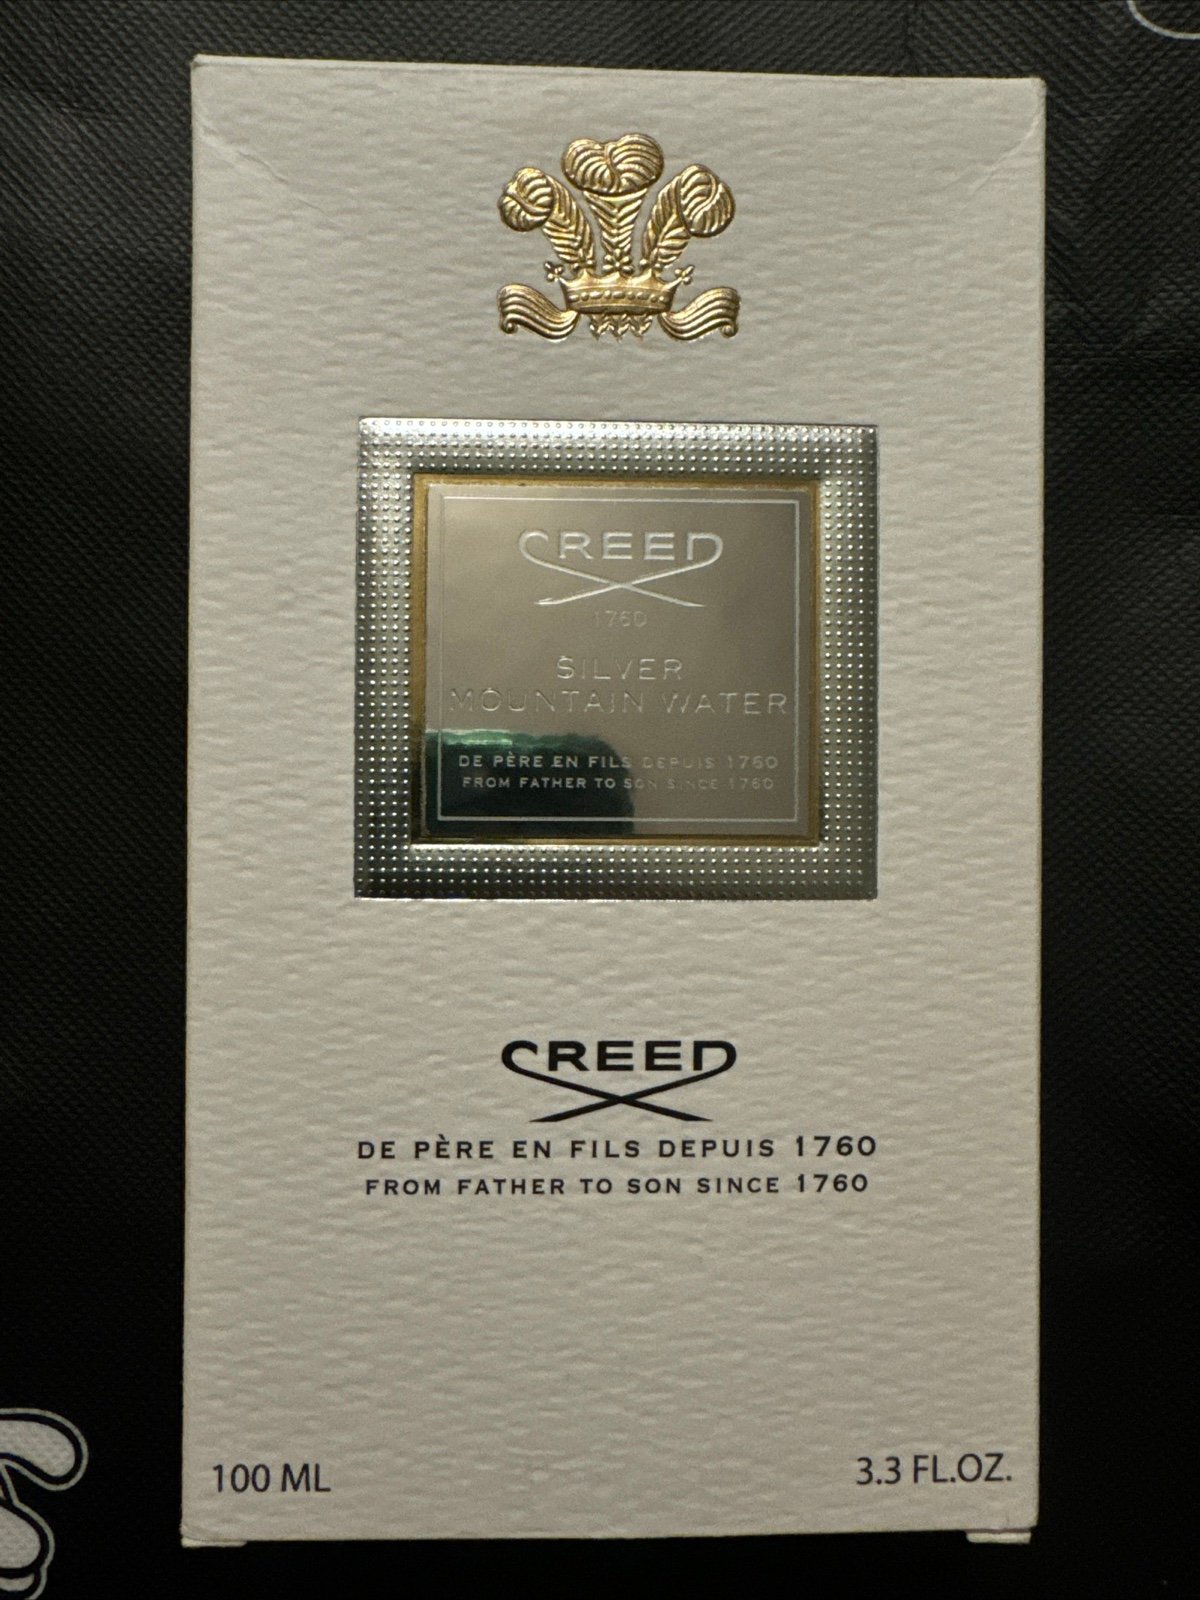 CREED
1760
SILVER
MOUNTAIN WATER
DE PÈRE EN FILS DEPUIS 1760
FROM FATHER TO SON SINCE 1760
CREED
DE PÈRE EN FILS DEPUIS 1760
FROM FATHER TO SON SINCE 1760
100 ML
3.3 FL.OZ.